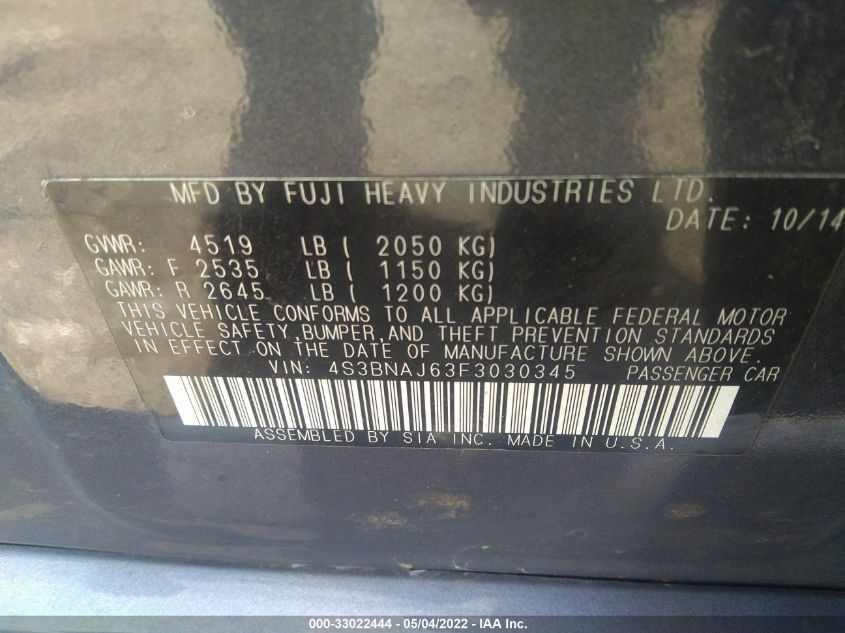 MFD BY FUJI HEAVY INDUSTRIES LTD.
DATE: 10/14
GVWR: 4519 LB ( 2050 KG)
GAWR: F 2535 LB ( 1150 KG)
GAWR: R 2645 LB ( 1200 KG)
THIS VEHICLE CONFORMS TO ALL APPLICABLE FEDERAL MOTOR
VEHICLE SAFETY,BUMPER,AND THEFT PREVENTION STANDARDS
IN EFFECT ON THE DATE OF MANUFACTURE SHOWN ABOVE.
VIN: 4S3BNAJ63F3030345 PASSENGER CAR
ASSEMBLED BY SIA INC. MADE IN U.S.A.
000-33022444 - 05/04/2022 - IAA Inc.